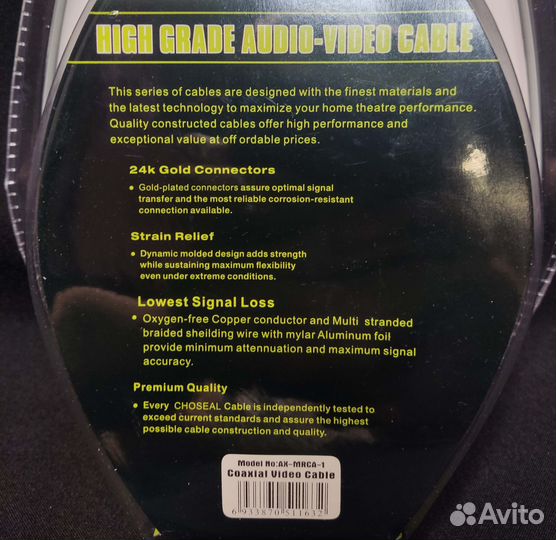 HIGH GRADE AUDIO-VIDEO CABLE
This series of cables are designed with the finest materials and
the latest technology to maximize your home theatre performance.
Quality constructed cables offer high performance and
exceptional value at off ordable prices.
24k Gold Connectors
• Gold-plated connectors assure optimal signal
transfer and the most reliable corrosion-resistant
connection available.
Strain Relief
• Dynamic molded design adds strength
while sustaining maximum flexibility
even under extreme conditions.
Lowest Signal Loss
• Oxygen-free Copper conductor and Multi stranded
braided sheilding wire with mylar Aluminum foil
provide minimum attennuation and maximum signal
accuracy.
Premium Quality
• Every CHOSEAL Cable is independently tested to
exceed current standards and assure the highest
possible cable construction and quality.
Model No:AX-MRCA-1
Coaxial Video Cable
6 933870 511632
Avito